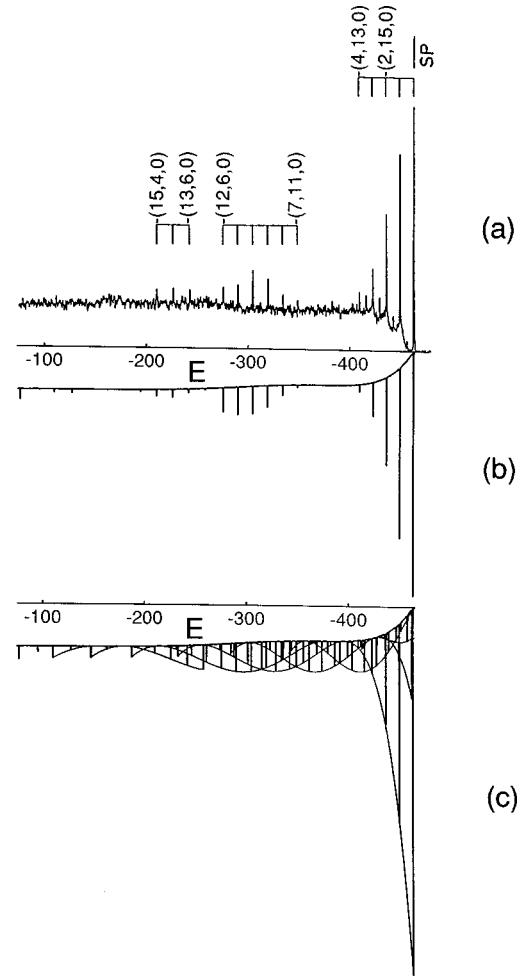 (4,13,0)
(2,15,0)
SP
(15,4,0)
(13,6,0)
(12,6,0)
(7,11,0)
(a)
-100 -200 -300 -400
E
(b)
-100 -200 -300 -400
E
(c)